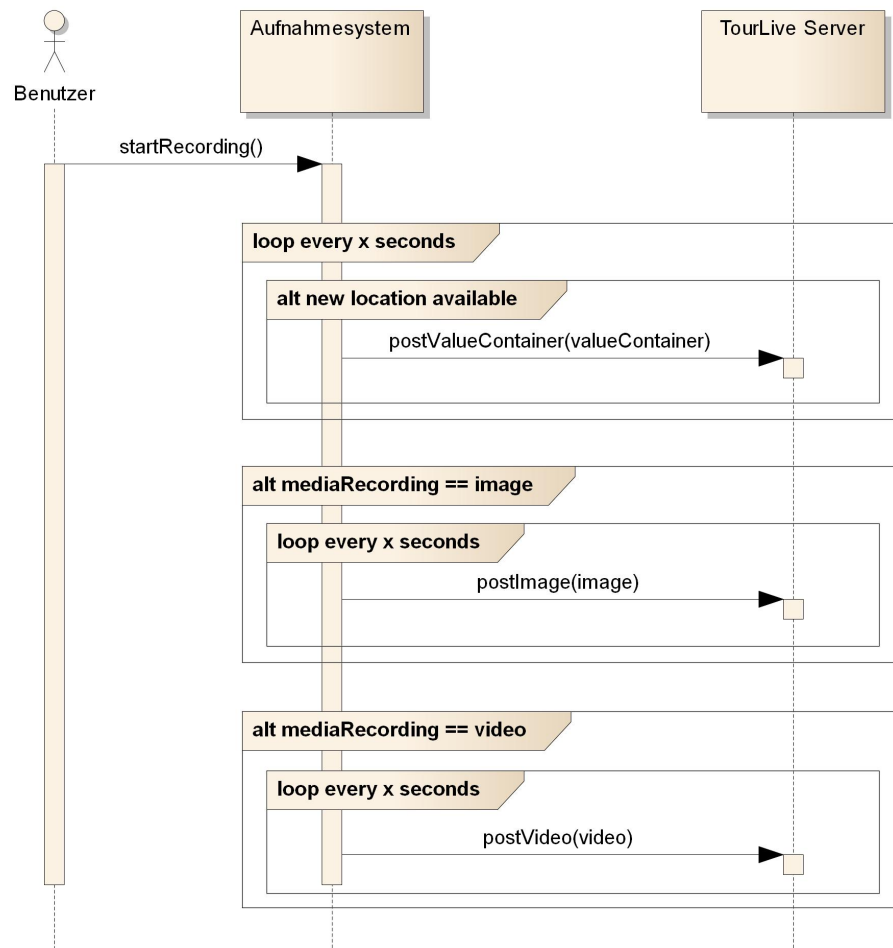 Aufnahmesystem
TourLive Server
Benutzer
startRecording()
loop every x seconds
alt new location available
postValueContainer(valueContainer)
alt mediaRecording == image
loop every x seconds
postImage(image)
alt mediaRecording == video
loop every x seconds
postVideo(video)